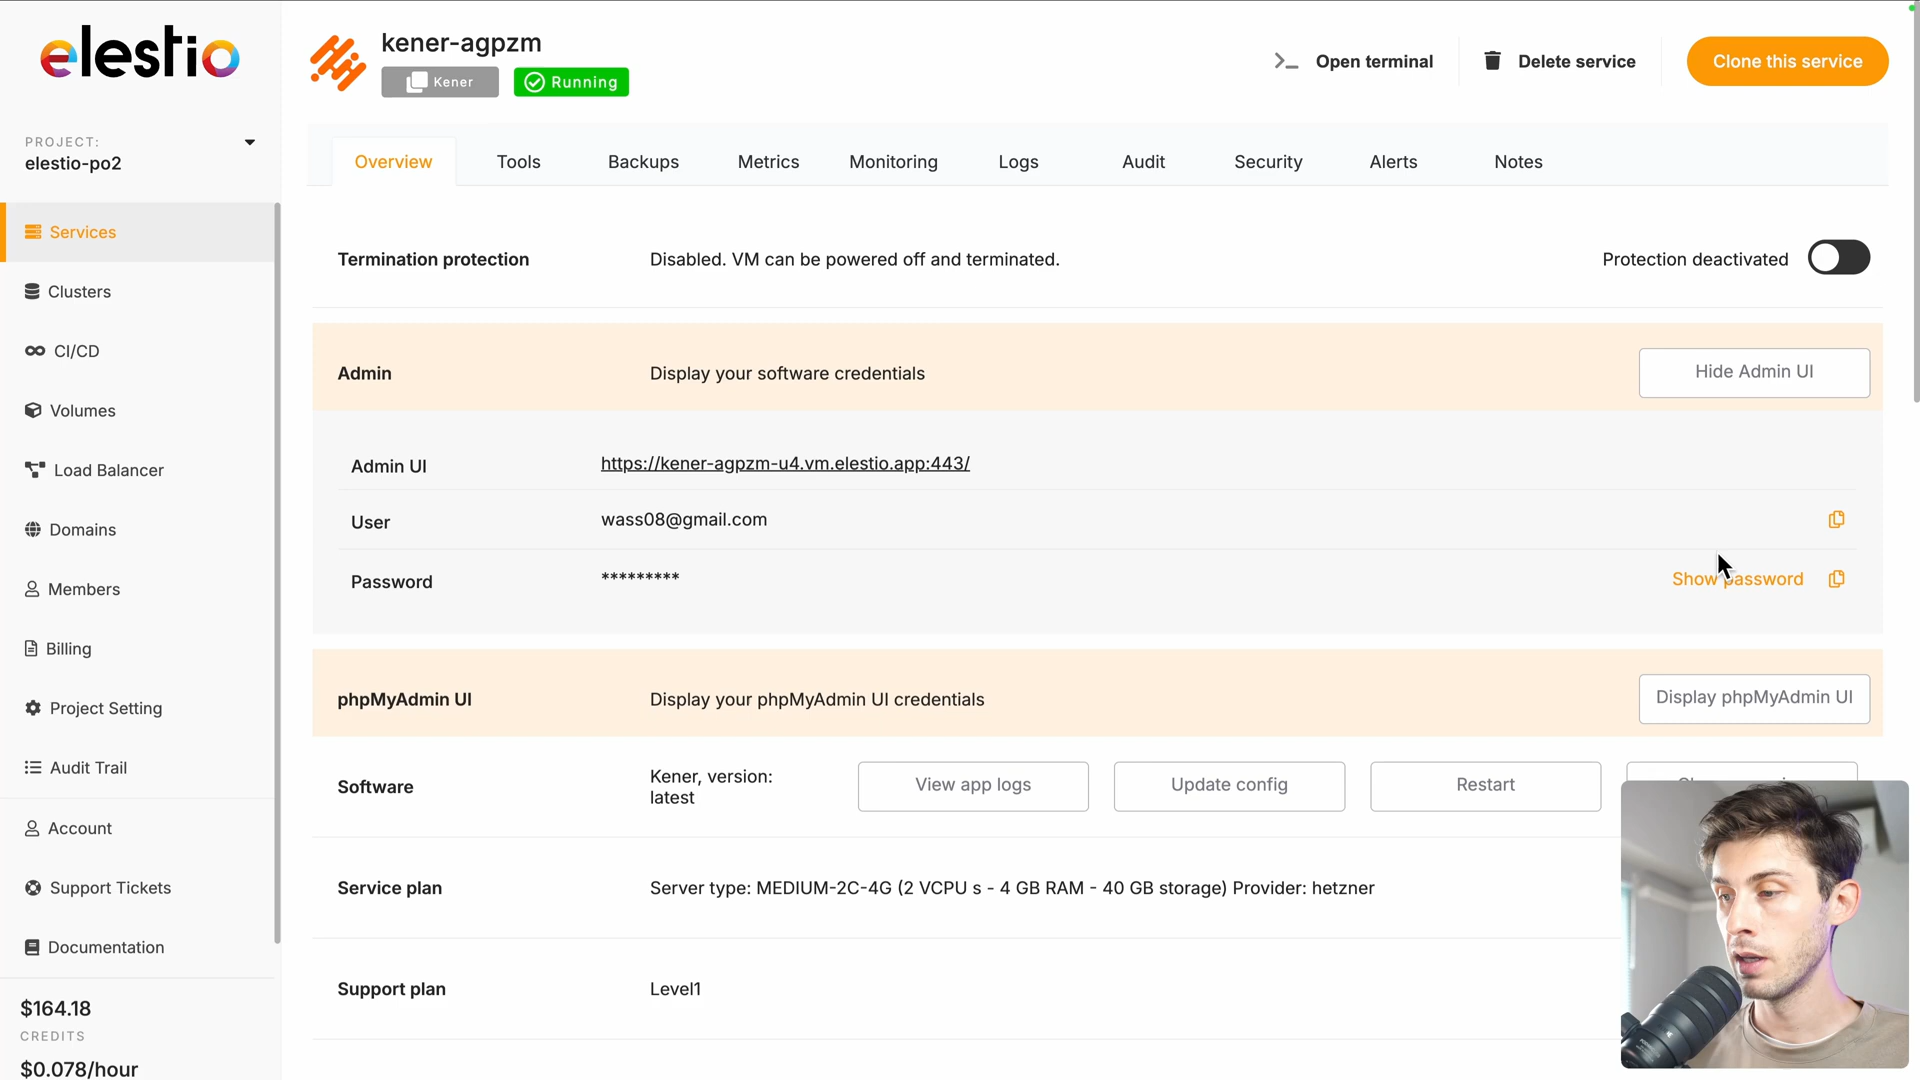 elestio
kener-agpzm
Kener
Running
Open terminal
Delete service
Clone this service
PROJECT:
elestio-po2
Services
Clusters
CI/CD
Volumes
Load Balancer
Domains
Members
Billing
Project Setting
Audit Trail
Account
Support Tickets
Documentation
$164.18
CREDITS
$0.078/hour
Overview
Tools
Backups
Metrics
Monitoring
Logs
Audit
Security
Alerts
Notes
Termination protection
Disabled. VM can be powered off and terminated.
Protection deactivated
Admin
Display your software credentials
Hide Admin UI
Admin UI
https://kener-agpzm-u4.vm.elestio.app:443/
User
wass08@gmail.com
Password
*********
Show password
phpMyAdmin UI
Display your phpMyAdmin UI credentials
Display phpMyAdmin UI
Software
Kener, version:
latest
View app logs
Update config
Restart
Service plan
Server type: MEDIUM-2C-4G (2 VCPU s - 4 GB RAM - 40 GB storage) Provider: hetzner
Support plan
Level1